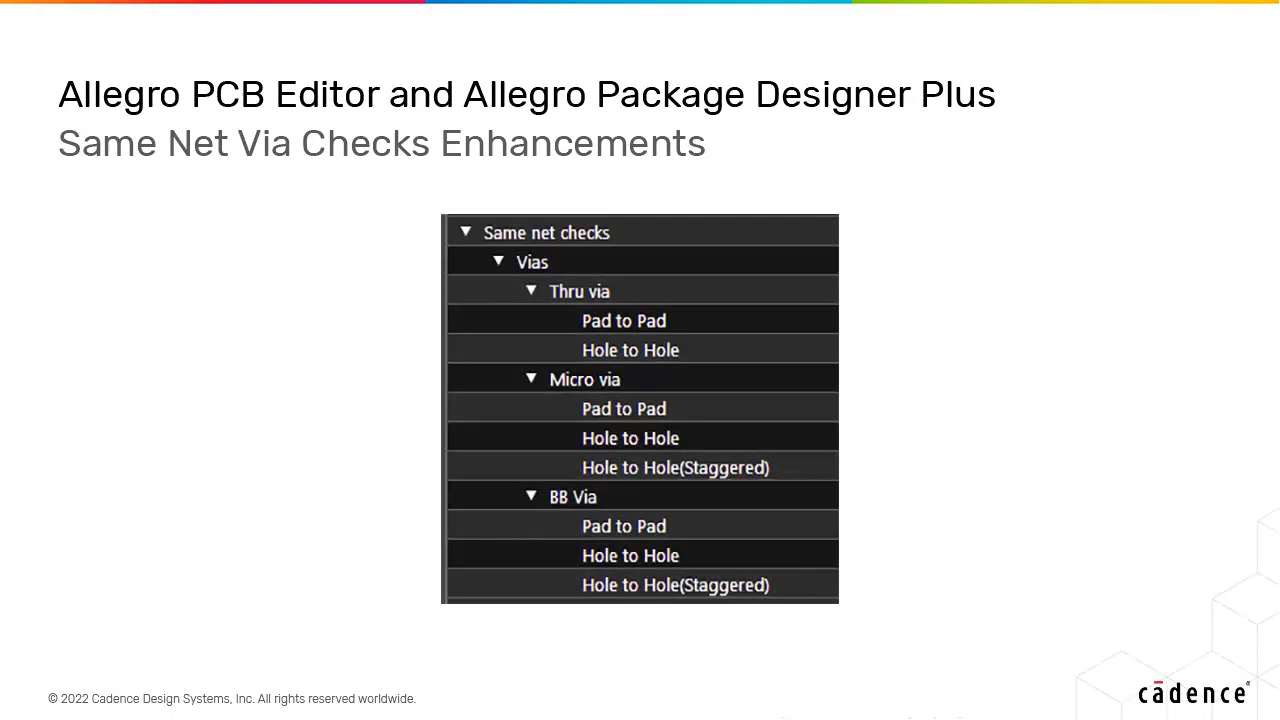 Allegro PCB Editor and Allegro Package Designer Plus
Same Net Via Checks Enhancements
Same net checks
Vias
Thru via
Pad to Pad
Hole to Hole
Micro via
Pad to Pad
Hole to Hole
Hole to Hole(Staggered)
BB Via
Pad to Pad
Hole to Hole
Hole to Hole(Staggered)
© 2022 Cadence Design Systems, Inc. All rights reserved worldwide.
cādence®